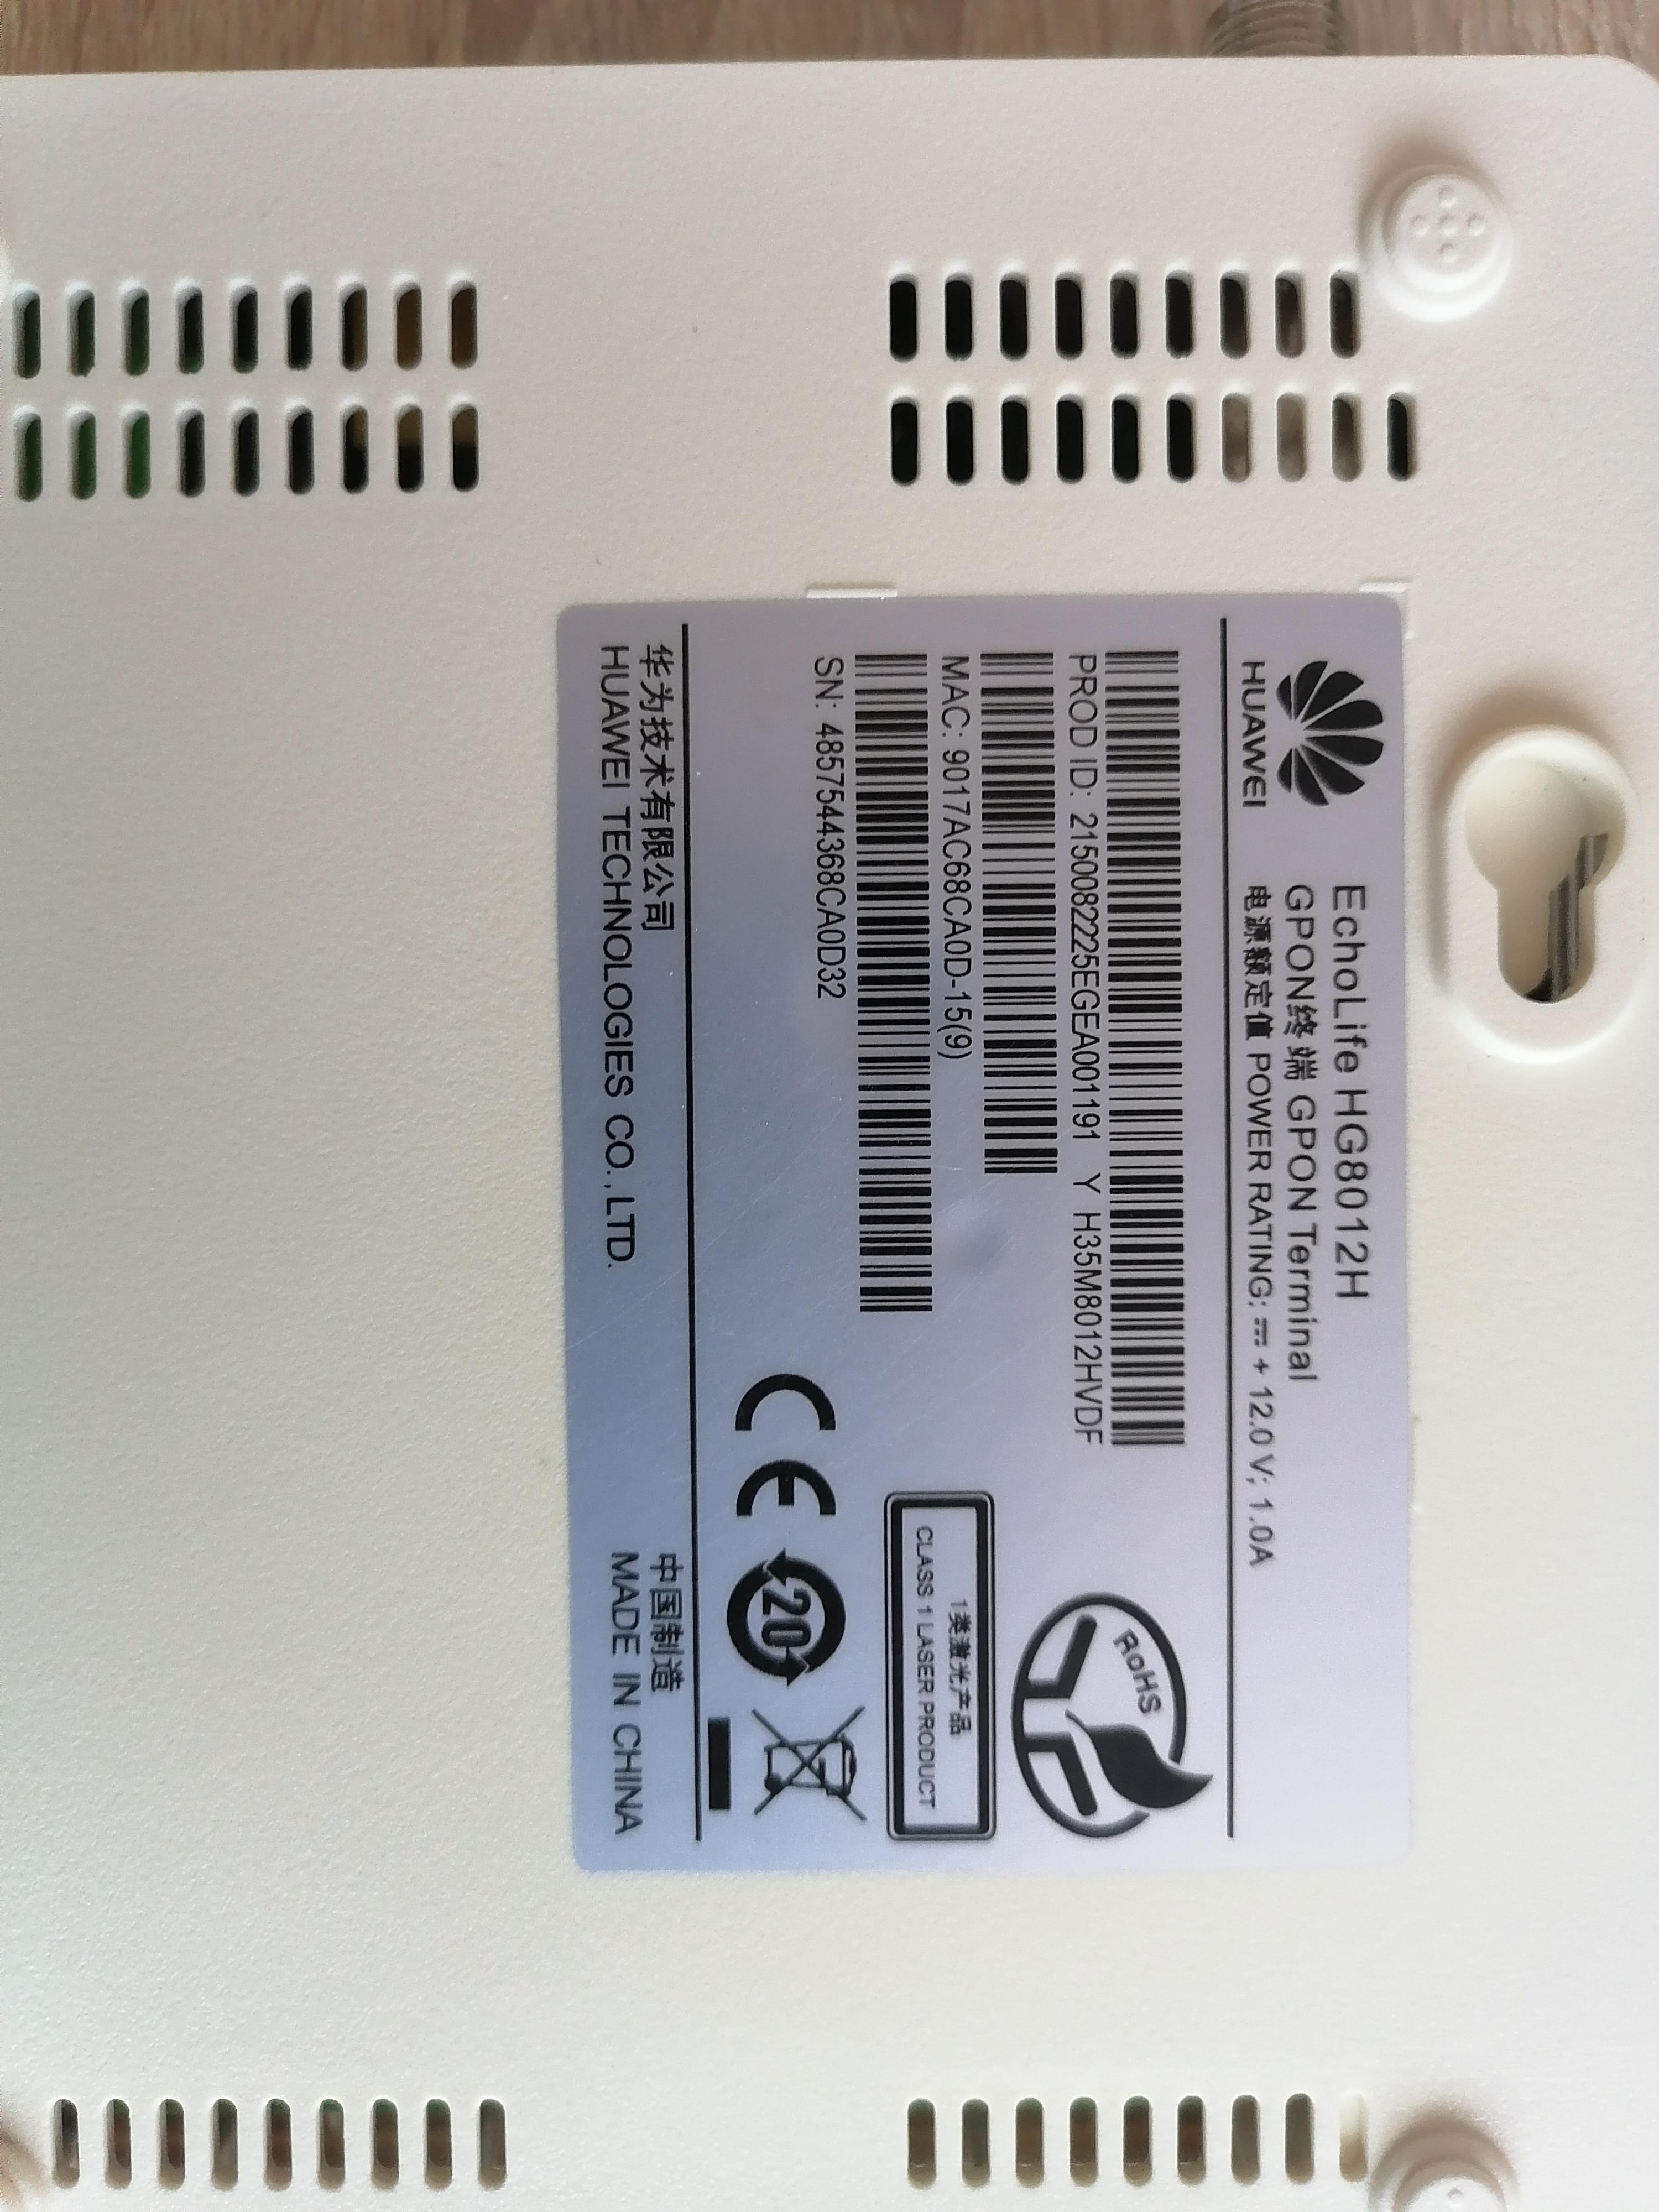 HUAWEI
EchoLife HG8012H
GPON终端 GPON Terminal
电源额定值 POWER RATING: ⎓ + 12.0 V; 1.0A
PROD ID: 2150082225EGEA001191 Y H35M8012HVDF
MAC: 9017AC68CA0D-15(9)
SN: 4857544368CA0D32
RoHS
1类激光产品
CLASS 1 LASER PRODUCT
CE
20
华为技术有限公司
HUAWEI TECHNOLOGIES CO.,LTD.
中国制造
MADE IN CHINA